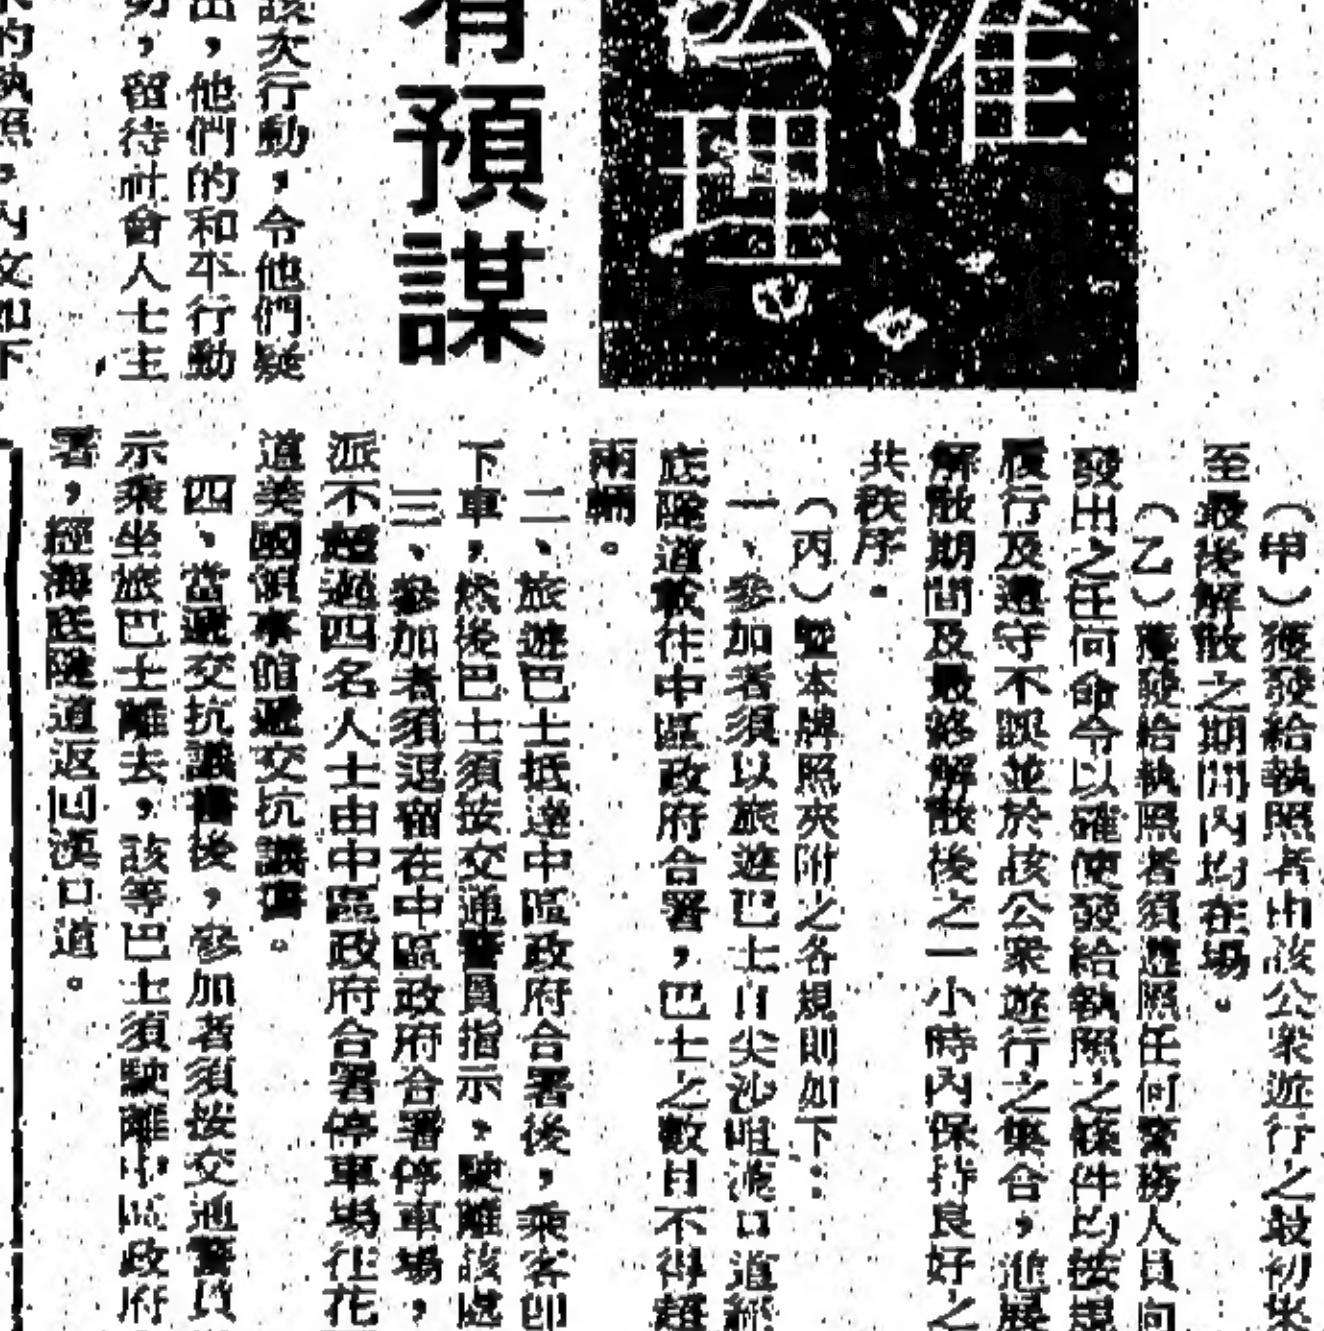 准
理
有預謀
該次行動，令他們疑
出，他們的和平行動
切，留待社會人士主
的執照，內文如下
（甲）獲發給執照者由該公衆遊行之最初集
至最後解散之期間內均在場。
（乙）獲發給執照者須遵照任何警務人員向
發出之任何命令以確使發給執照之條件均按規
履行及遵守不誤並於該公衆遊行之集合，進展
解散期間及最終解散後之一小時內保持良好之
共秩序。
（丙）暨本牌照夾附之各規則如下：
一、參加者須以旅遊巴士自尖沙咀漆口道經
底隧道載往中區政府合署，巴士之數目不得超
兩輛。
二、旅遊巴士抵達中區政府合署後，乘客即
下車，然後巴士須按交通警員指示，駛離該處
三、參加者須逗留在中區政府合署停車場，
派不超過四名人士由中區政府合署停車場往花
道美國領事館遞交抗議書。
四、當遞交抗議書後，參加者須按交通警員
示乘坐旅巴士離去，該等巴士須駛離中區政府
署，經海底隧道返回漢口道。